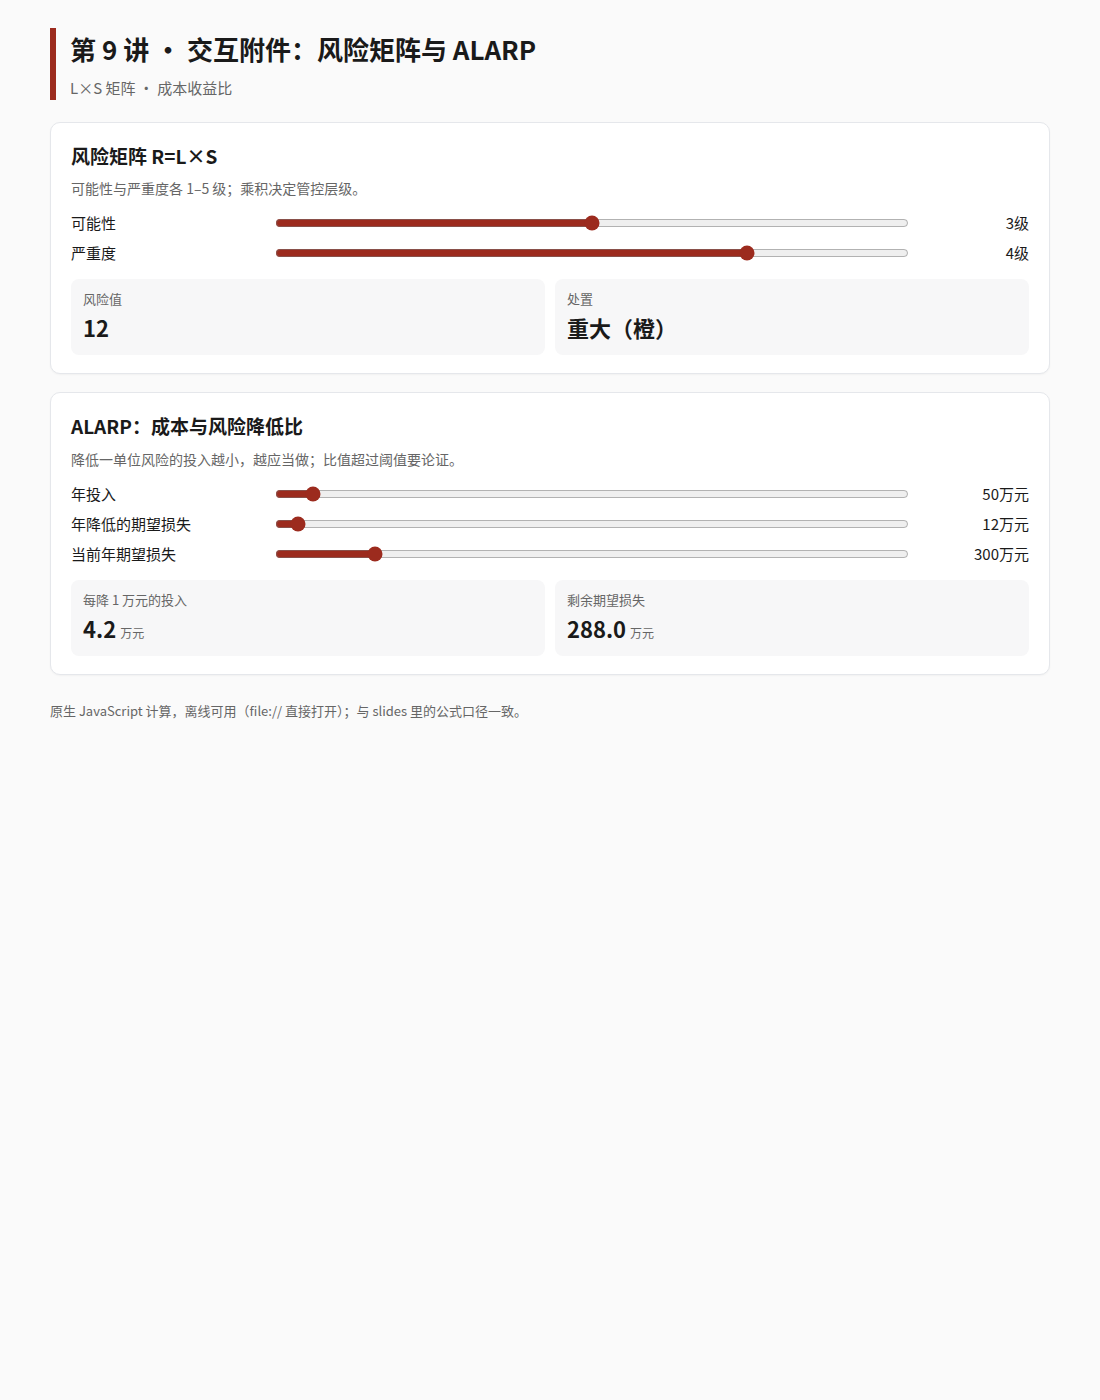 第 9 讲 · 交互附件：风险矩阵与 ALARP
L×S 矩阵 · 成本收益比
风险矩阵 R=L×S
可能性与严重度各 1–5 级；乘积决定管控层级。
可能性 3级
严重度 4级
风险值 处置
12 重大（橙）
ALARP：成本与风险降低比
降低一单位风险的投入越小，越应当做；比值超过阈值要论证。
年投入 50万元
年降低的期望损失 12万元
当前年期望损失 300万元
每降 1 万元的投入 剩余期望损失
4.2 万元 288.0 万元
原生 JavaScript 计算，离线可用（file:// 直接打开）；与 slides 里的公式口径一致。